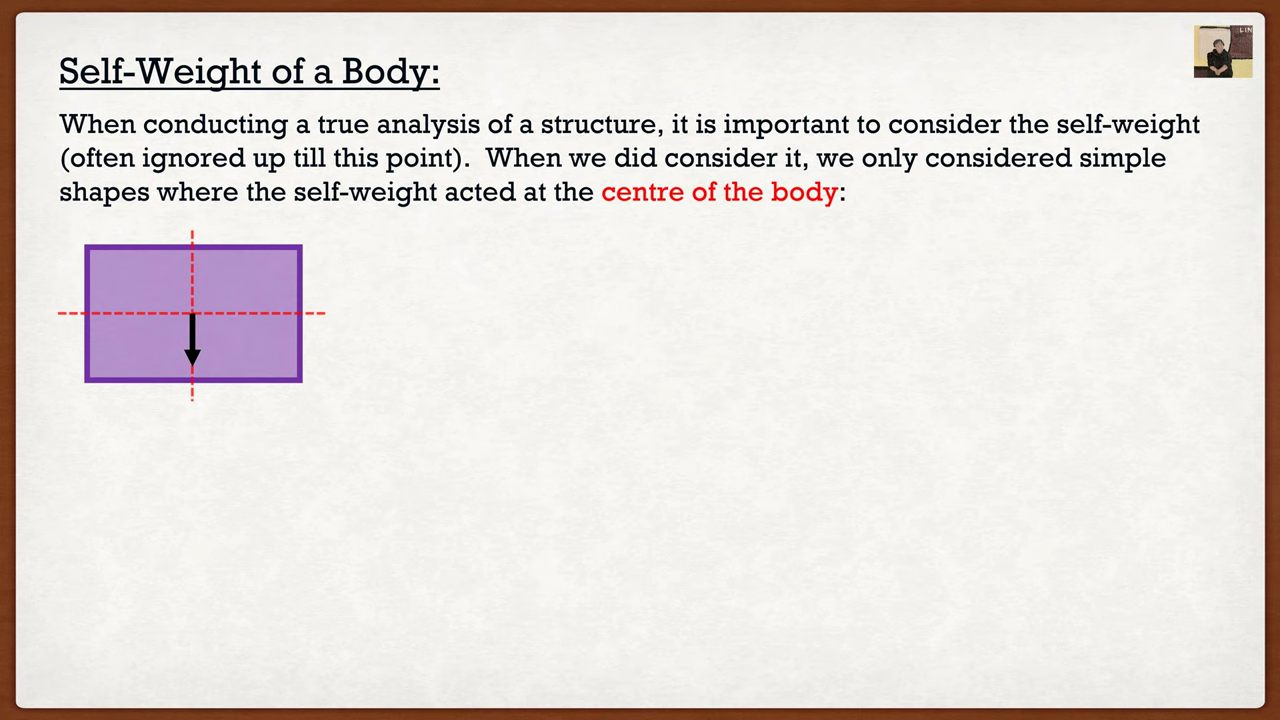 Self-Weight of a Body:
When conducting a true analysis of a structure, it is important to consider the self-weight
(often ignored up till this point).  When we did consider it, we only considered simple
shapes where the self-weight acted at the centre of the body:
LIN